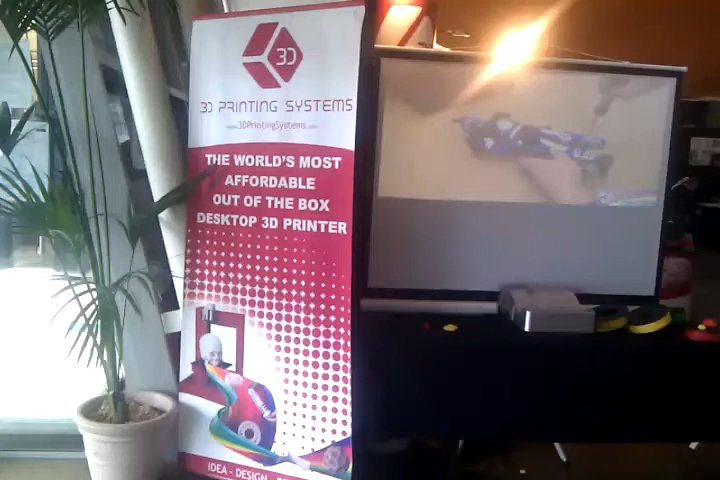 3D
3D PRINTING SYSTEMS
www.3DPrintingSystems.com
THE WORLD'S MOST
AFFORDABLE
OUT OF THE BOX
DESKTOP 3D PRINTER
IDEA - DESIGN -